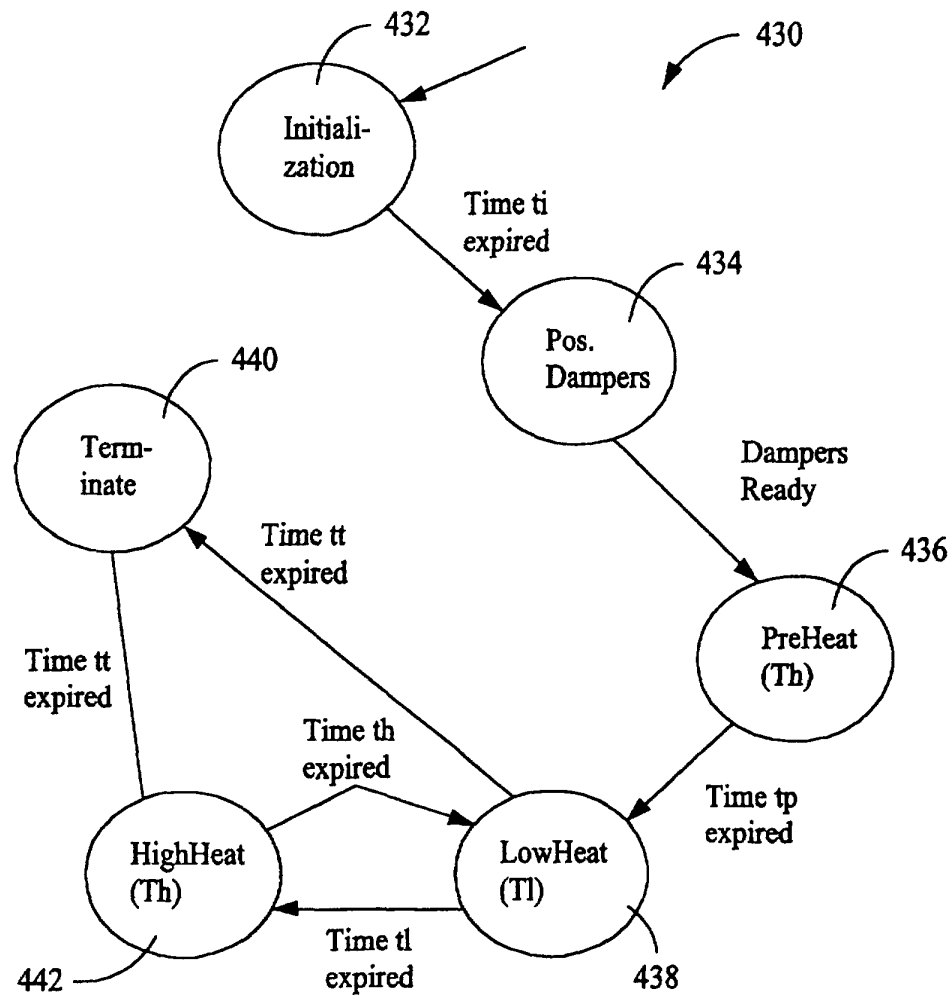 432
430
Initiali-
zation
Time ti
expired
434
Pos.
Dampers
440
Term-
inate
Dampers
Ready
Time tt
expired
436
PreHeat
(Th)
Time tt
expired
Time th
expired
Time tp
expired
HighHeat
(Th)
LowHeat
(Tl)
Time tl
expired
442
438